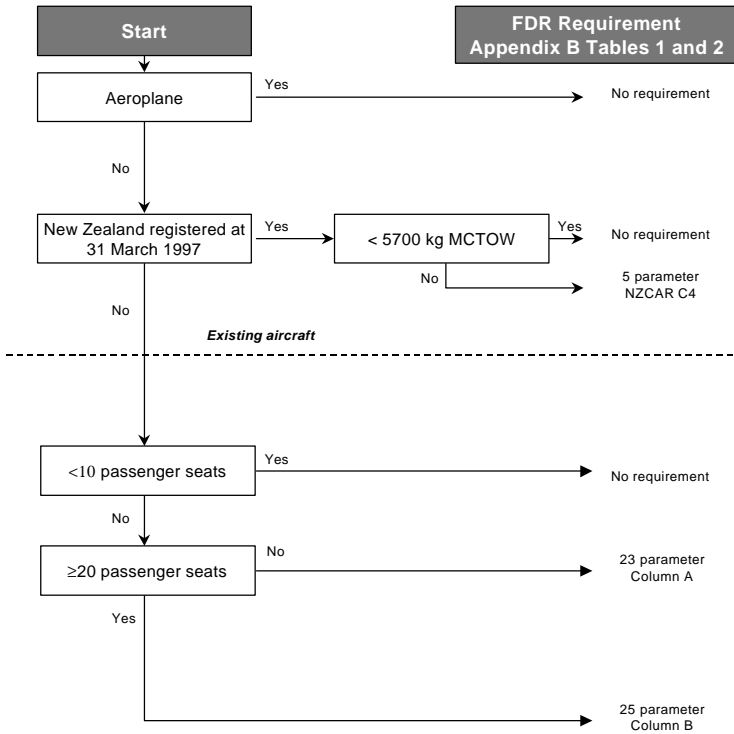 Start
FDR Requirement
Appendix B Tables 1 and 2
Aeroplane
Yes
No requirement
No
New Zealand registered at
31 March 1997
Yes
< 5700 kg MCTOW
Yes
No requirement
No
5 parameter
NZCAR C4
No
Existing aircraft
<10 passenger seats
Yes
No requirement
No
≥20 passenger seats
No
23 parameter
Column A
Yes
25 parameter
Column B